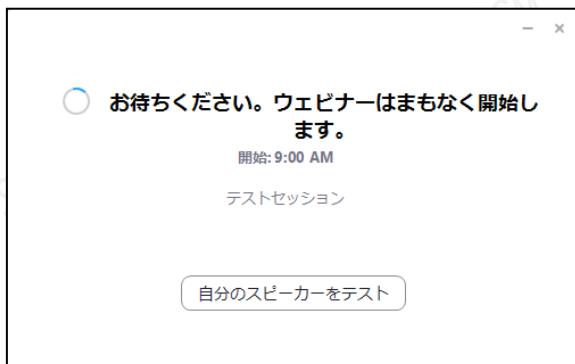 お待ちください。ウェビナーはまもなく開始し
ます。
開始: 9:00 AM
テストセッション
自分のスピーカーをテスト